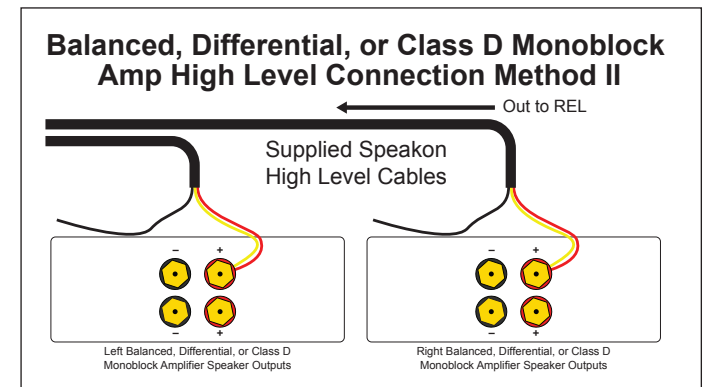 Balanced, Differential, or Class D Monoblock
Amp High Level Connection Method II
Out to REL
Supplied Speakon
High Level Cables
– +
– +
– +
– +
Left Balanced, Differential, or Class D
Monoblock Amplifier Speaker Outputs
Right Balanced, Differential, or Class D
Monoblock Amplifier Speaker Outputs